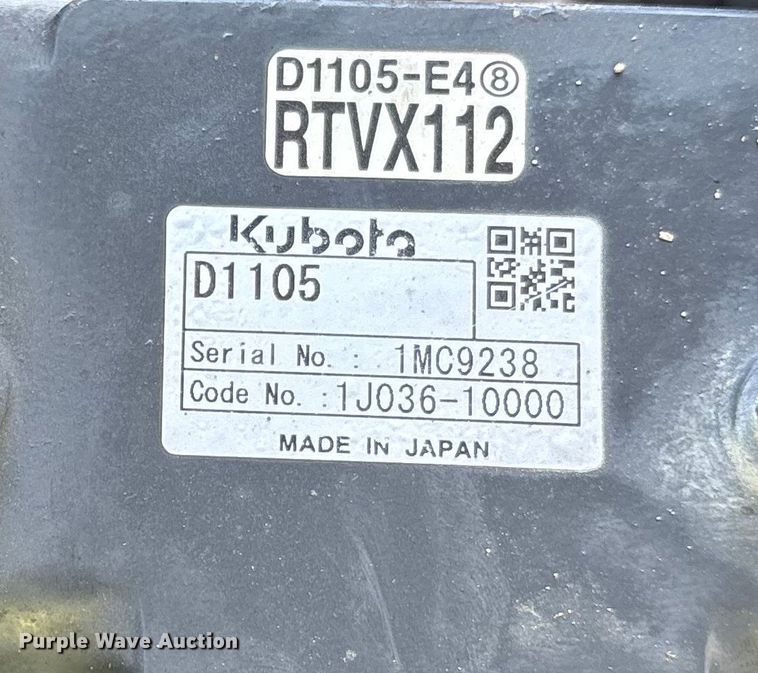 D1105-E4⑧
RTVX112
Kubota
D1105
Serial No. : 1MC9238
Code No. : 1J036-10000
MADE IN JAPAN
Purple Wave Auction